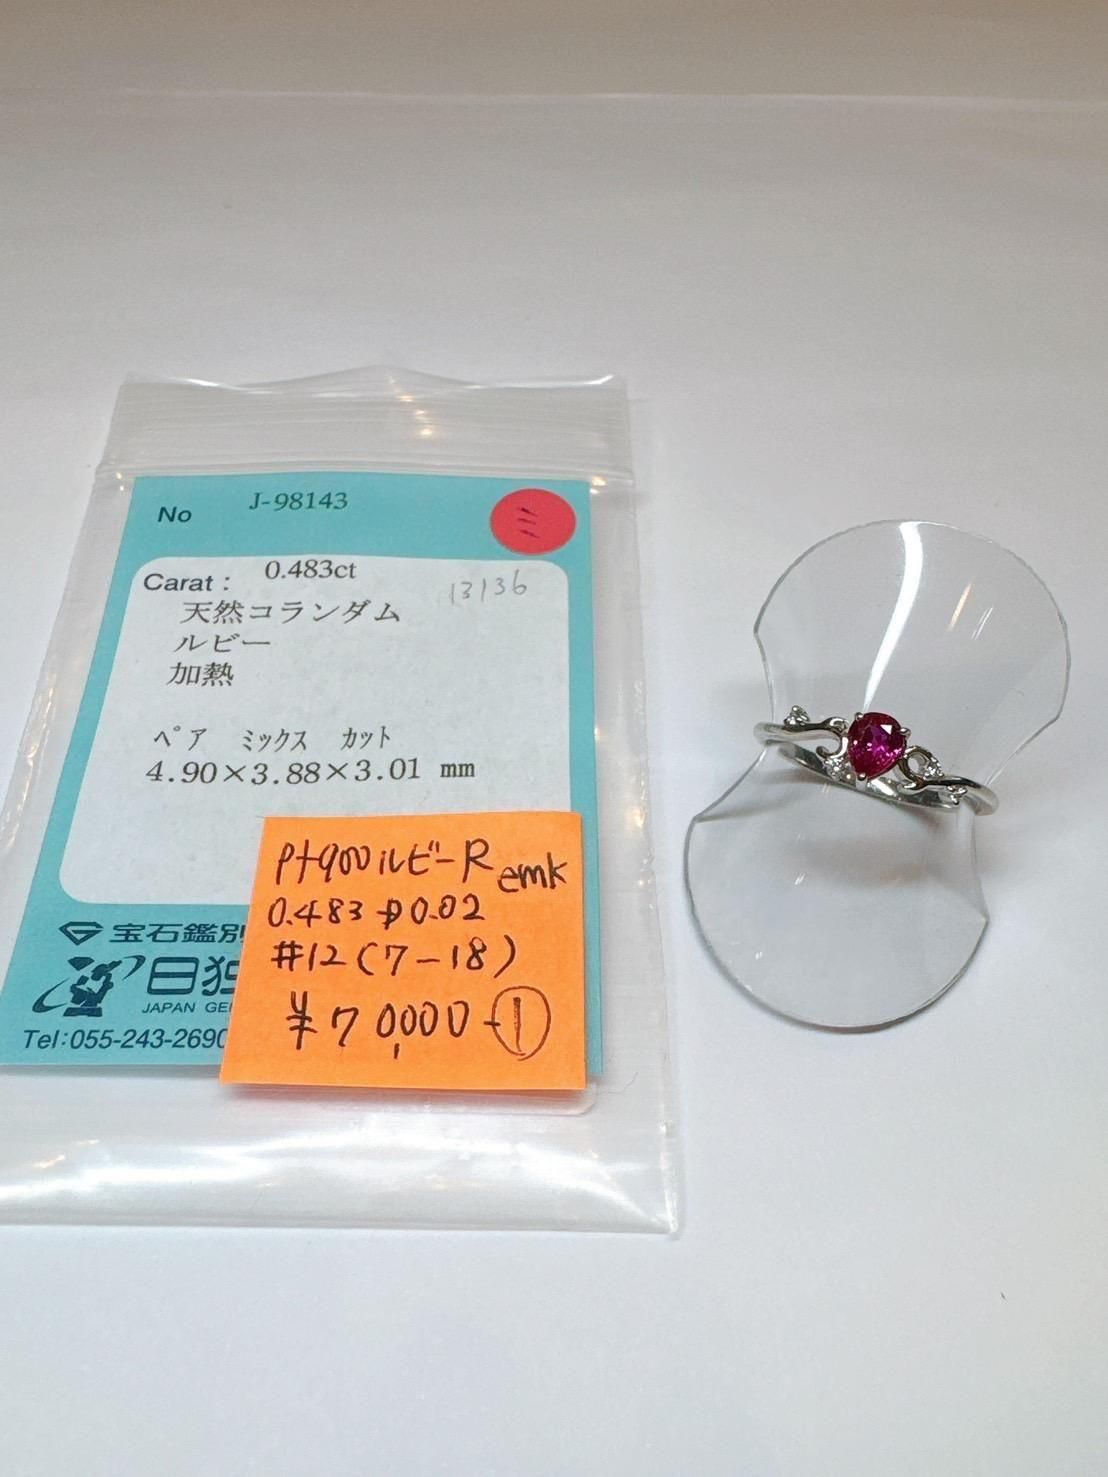 No J-98143
ミ
Carat : 0.483ct
13136
天然コランダム
ルビー
加熱
ペア ミックス カット
4.90×3.88×3.01 mm
宝石鑑別
日独
JAPAN GE
Tel:055-243-2690
Pt900ルビーR emk
0.483 D0.02
#12(7-18)
¥70,000-①